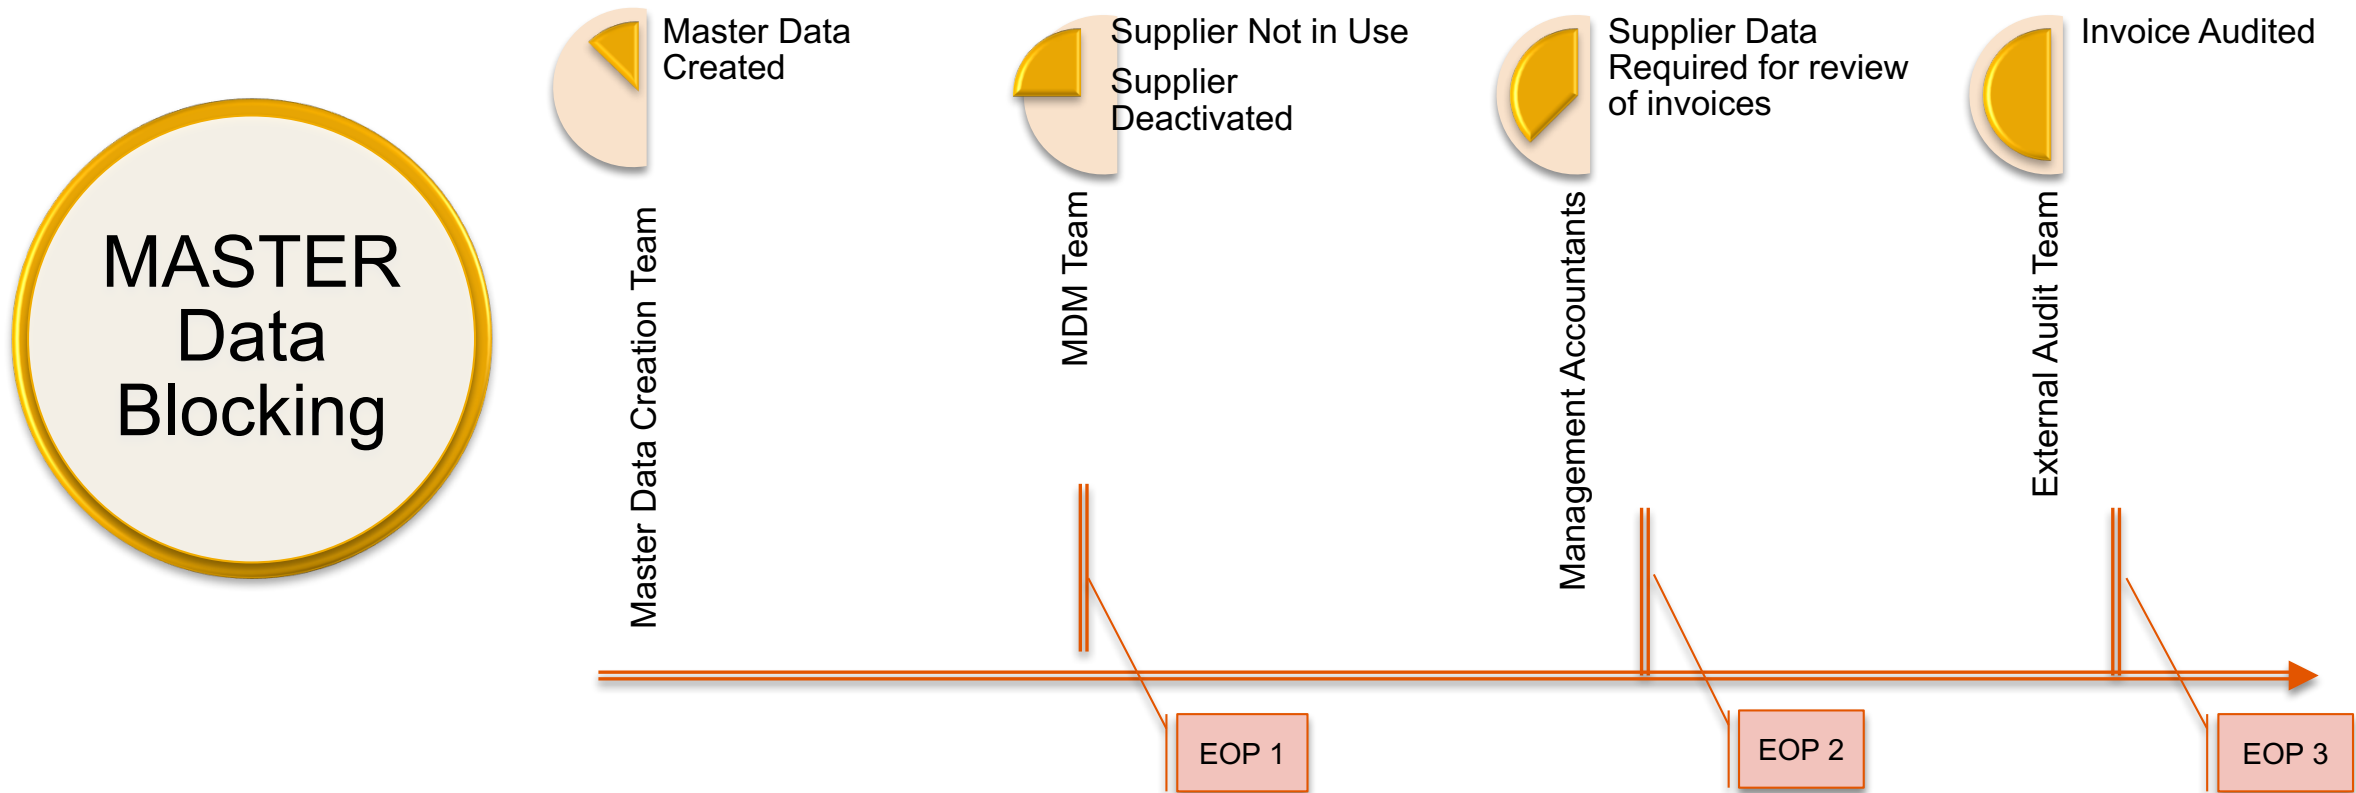 MASTER
Data
Blocking
Master Data
Created
Master Data Creation Team
Supplier Not in Use
Supplier
Deactivated
MDM Team
Supplier Data
Required for review
of invoices
Management Accountants
Invoice Audited
External Audit Team
EOP 1
EOP 2
EOP 3